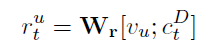 r_t^u = W_r[v_u; c_t^D]